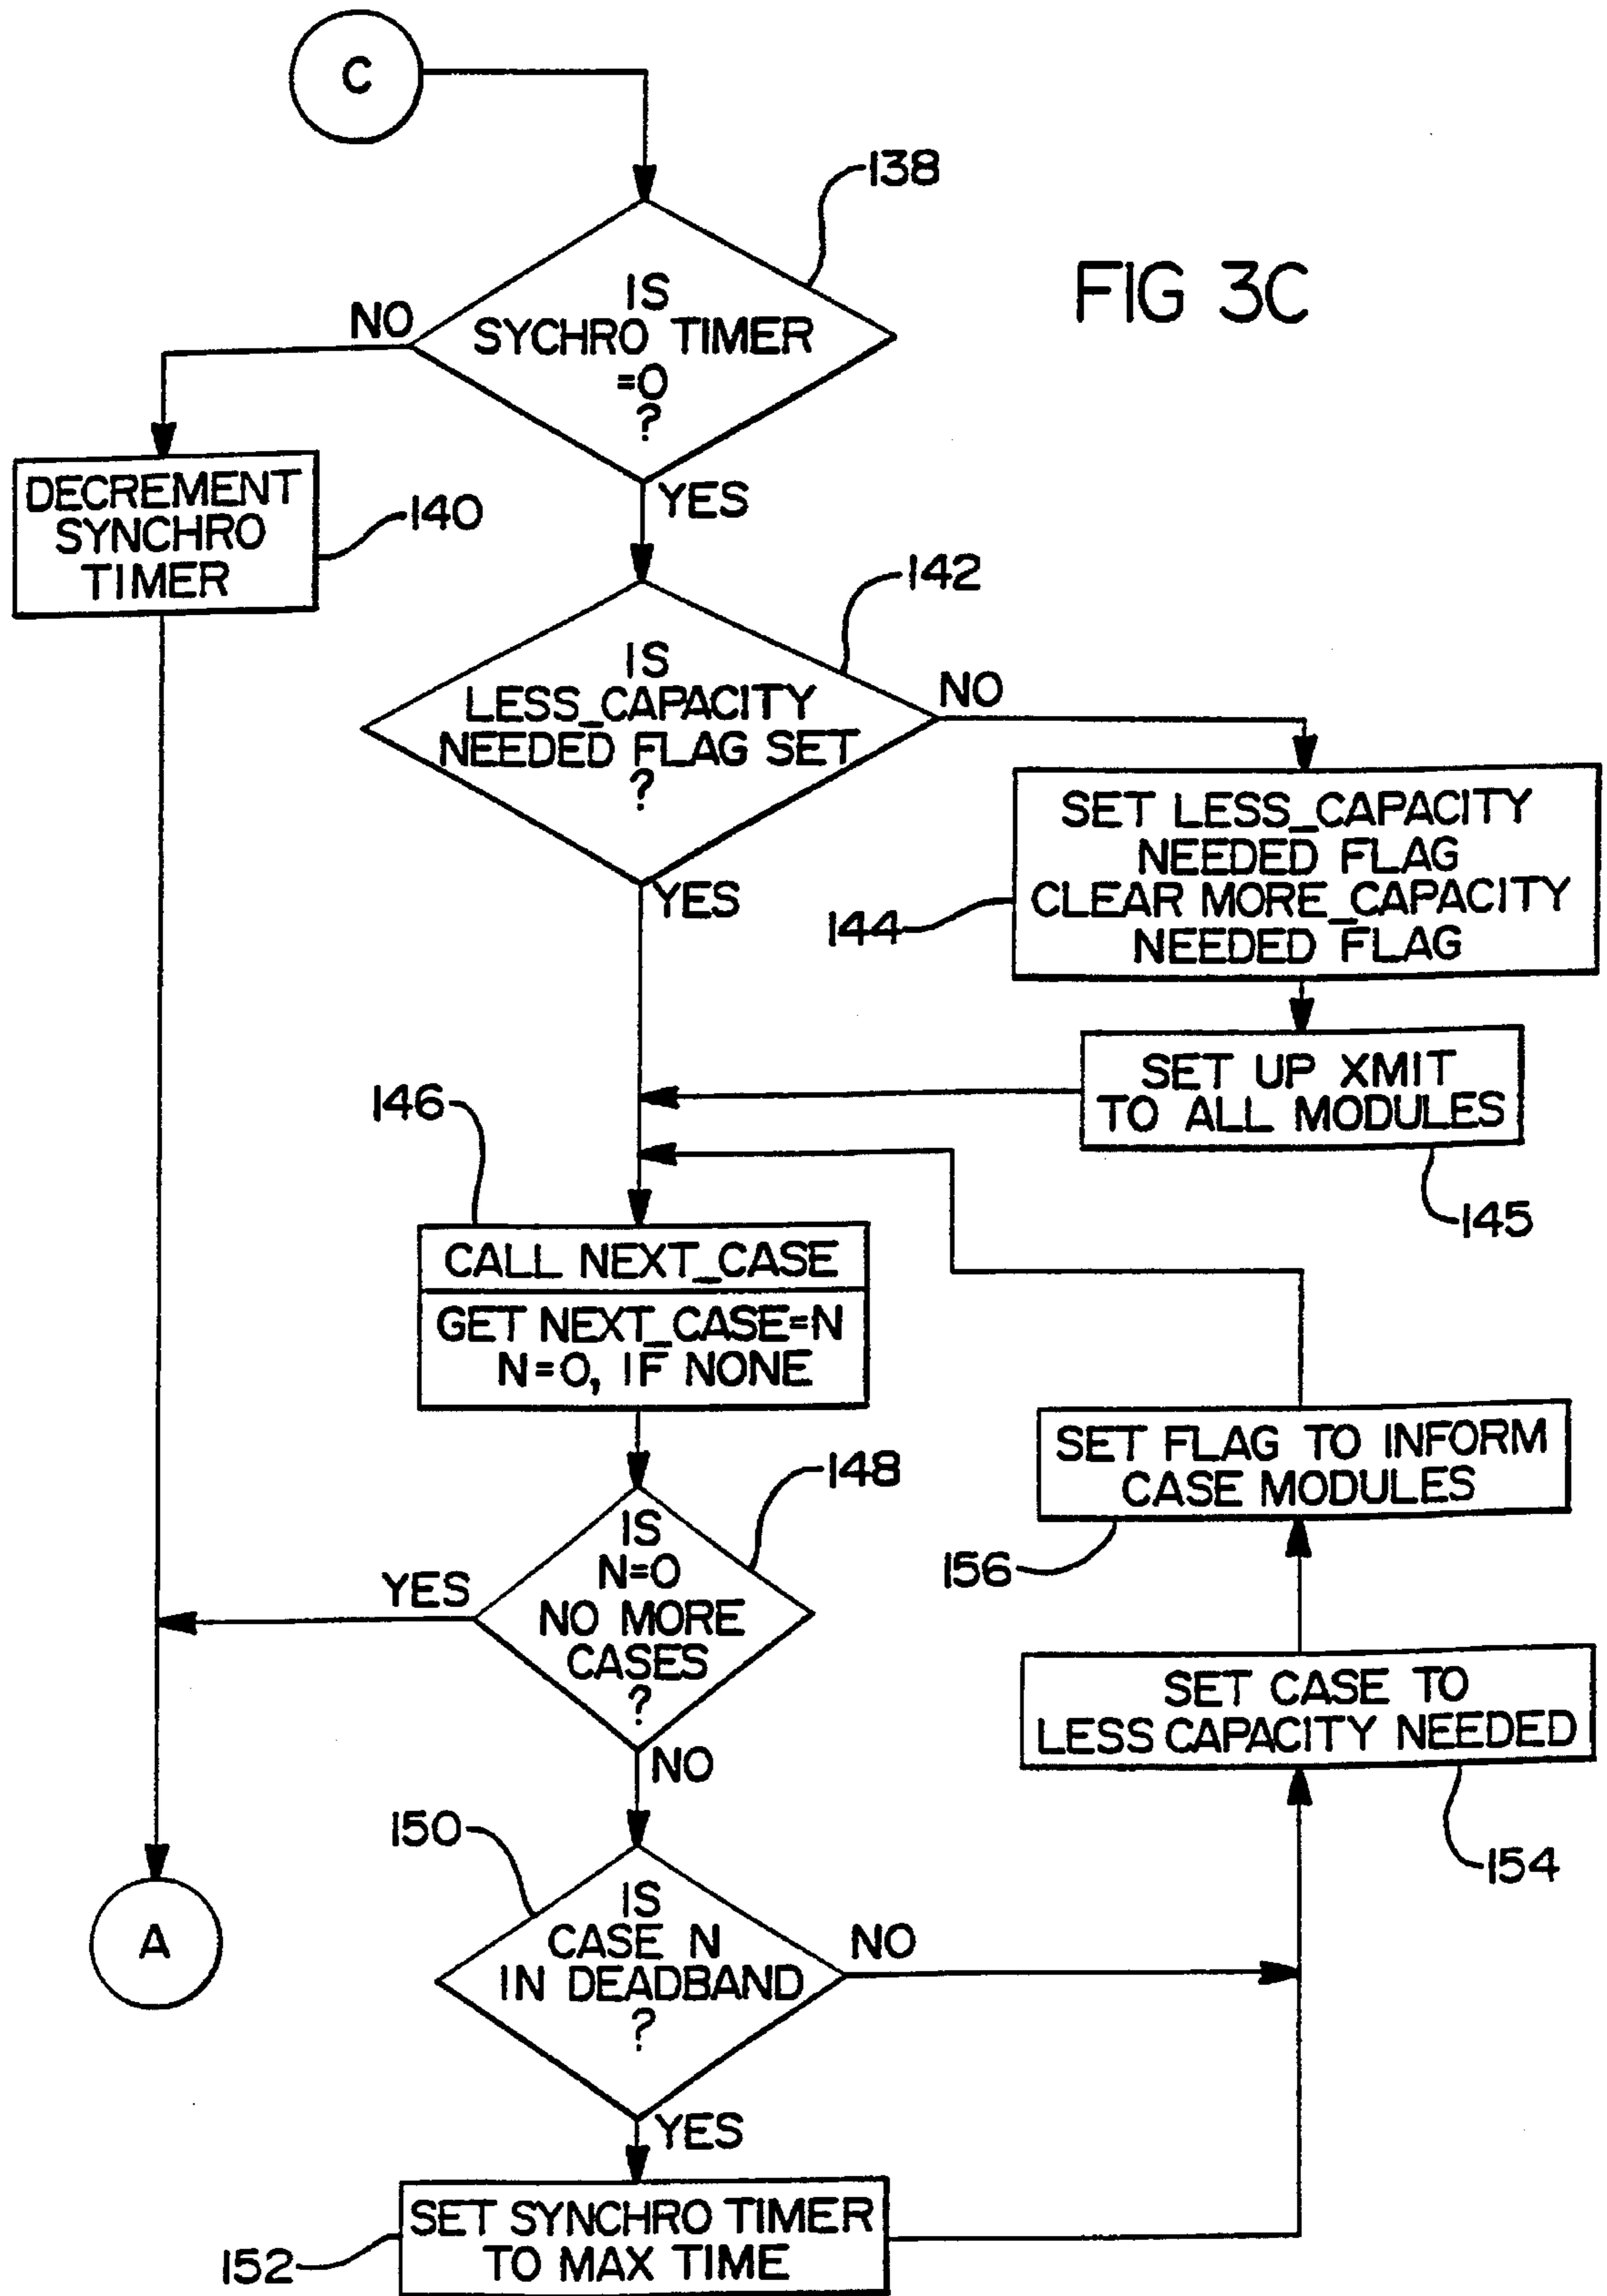 C
138
FIG 3C
IS
SYCHRO TIMER
=0
?
NO
YES
DECREMENT
SYNCHRO
TIMER
140
142
IS
LESS_CAPACITY
NEEDED FLAG SET
?
NO
YES
SET LESS_CAPACITY
NEEDED FLAG
CLEAR MORE_CAPACITY
NEEDED FLAG
144
SET UP XMIT
TO ALL MODULES
145
146
CALL NEXT_CASE
GET NEXT_CASE=N
N=0, IF NONE
148
IS
N=0
NO MORE
CASES
?
YES
NO
SET FLAG TO INFORM
CASE MODULES
156
SET CASE TO
LESS CAPACITY NEEDED
154
150
IS
CASE N
IN DEADBAND
?
NO
YES
A
SET SYNCHRO TIMER
TO MAX TIME
152